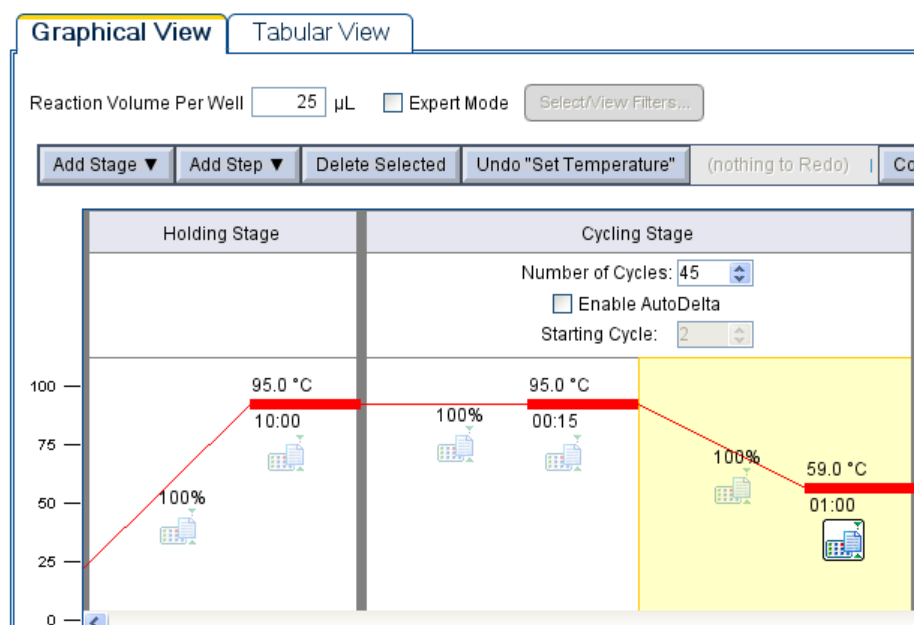 Graphical View Tabular View
Reaction Volume Per Well 25 µL Expert Mode Select/View Filters...
Add Stage ▼ Add Step ▼ Delete Selected Undo "Set Temperature" (nothing to Redo) Co
Holding Stage Cycling Stage
Number of Cycles: 45
Enable AutoDelta
Starting Cycle: 2
100 95.0 °C 95.0 °C
10:00 100% 00:15
75
100% 59.0 °C
50 100% 01:00
25
0